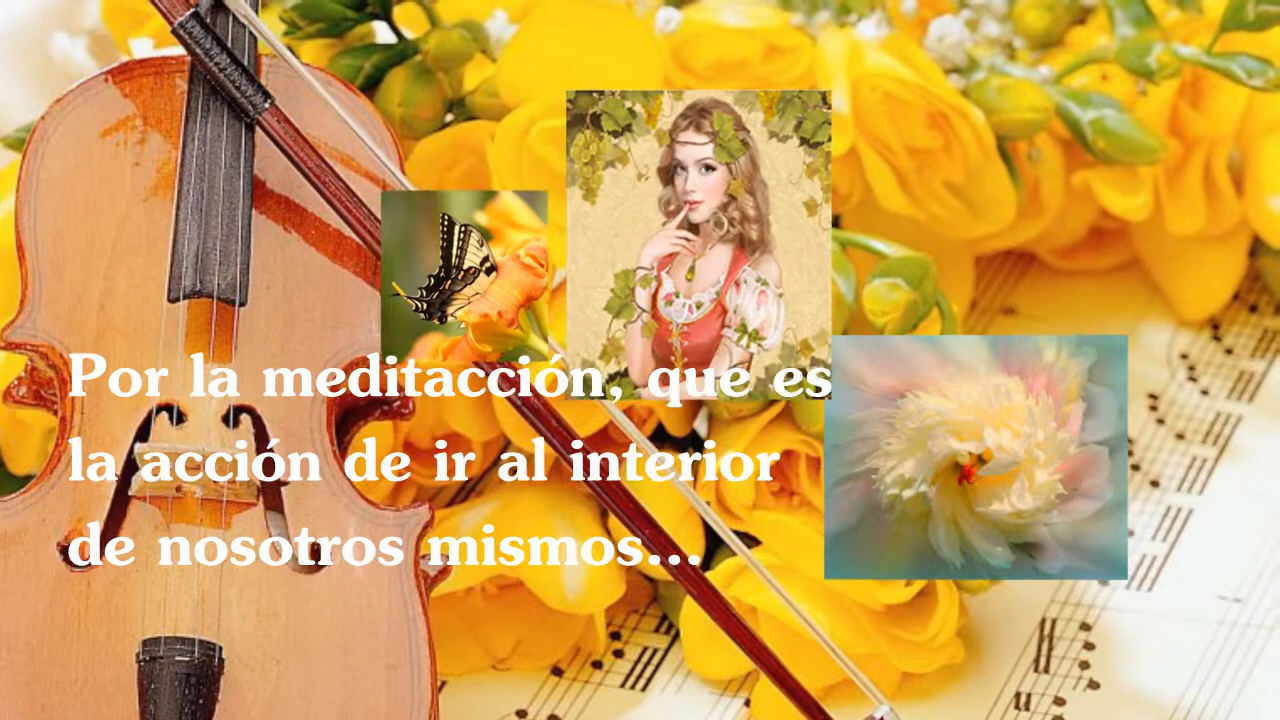 Por la meditacción, que es
la acción de ir al interior
de nosotros mismos...